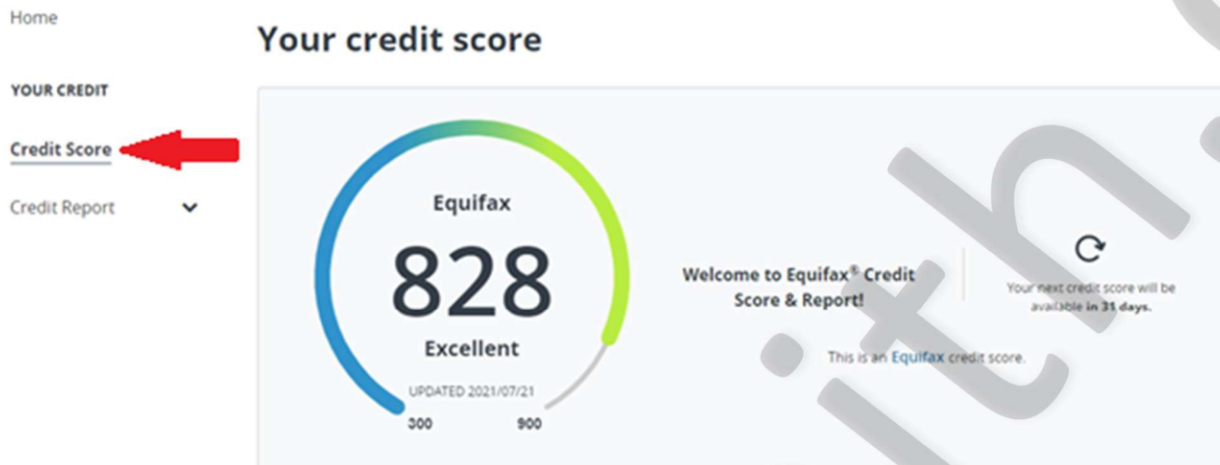 Home
Your credit score
YOUR CREDIT
Credit Score
Credit Report
Equifax
828
Excellent
UPDATED 2021/07/21
300
900
Welcome to Equifax® Credit
Score & Report!
Your next credit score will be
available in 31 days.
This is an Equifax credit score.